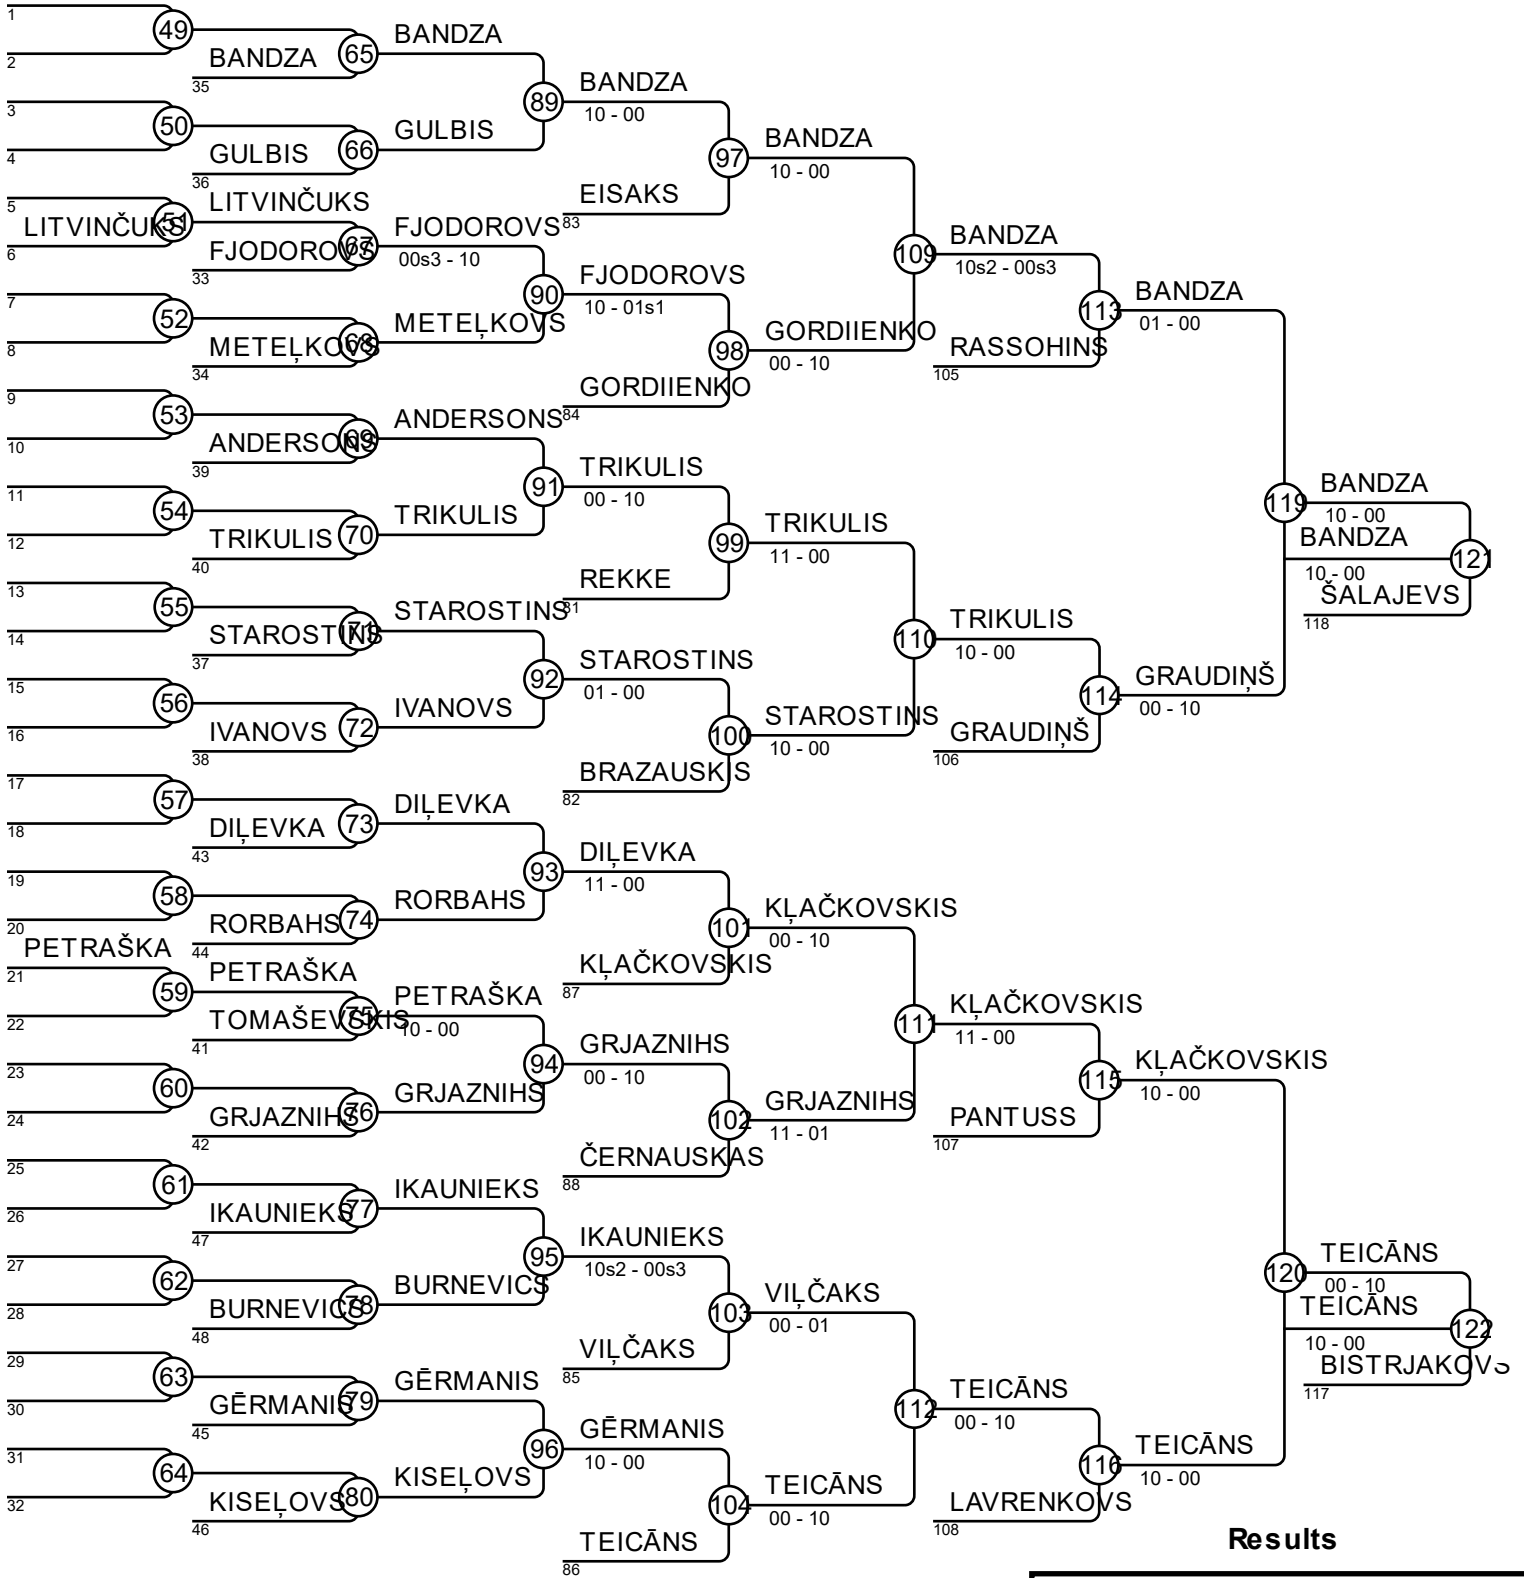 1
49
2
BANDZA
35
65
BANDZA
3
50
4
GULBIS
36
66
GULBIS
89
BANDZA
10 - 00
5
LITVINČUKS
6
51
LITVINČUKS
FJODOROVS
33
67
FJODOROVS
00s3 - 10
7
52
8
METEĻKOVS
34
68
METEĻKOVS
90
FJODOROVS
10 - 01s1
EISAKS
83
97
BANDZA
10 - 00
GORDIIENKO
84
98
GORDIIENKO
00 - 10
109
BANDZA
10s2 - 00s3
RASSOHINS
105
113
BANDZA
01 - 00
9
53
10
ANDERSONS
39
69
ANDERSONS
11
54
12
TRIKULIS
40
70
TRIKULIS
91
TRIKULIS
00 - 10
REKKE
81
99
TRIKULIS
11 - 00
13
55
14
STAROSTINS
37
71
STAROSTINS
15
56
16
IVANOVS
38
72
IVANOVS
92
STAROSTINS
01 - 00
BRAZAUSKIS
82
100
STAROSTINS
10 - 00
110
TRIKULIS
10 - 00
GRAUDIŅŠ
106
114
GRAUDIŅŠ
00 - 10
119
BANDZA
10 - 00
BANDZA
10 - 00
ŠALAJEVS
118
121
17
57
18
DIĻEVKA
43
73
DIĻEVKA
19
58
20
RORBAHS
44
74
RORBAHS
93
DIĻEVKA
11 - 00
KĻAČKOVSKIS
87
101
KĻAČKOVSKIS
00 - 10
PETRAŠKA
21
59
22
PETRAŠKA
TOMAŠEVSKIS
41
75
PETRAŠKA
10 - 00
23
60
24
GRJAZNIHS
42
76
GRJAZNIHS
94
GRJAZNIHS
00 - 10
ČERNAUSKAS
88
102
GRJAZNIHS
11 - 01
111
KĻAČKOVSKIS
11 - 00
PANTUSS
107
115
KĻAČKOVSKIS
10 - 00
25
61
26
IKAUNIEKS
47
77
IKAUNIEKS
27
62
28
BURNEVICS
48
78
BURNEVICS
95
IKAUNIEKS
10s2 - 00s3
VIĻČAKS
85
103
VIĻČAKS
00 - 01
29
63
30
GĒRMANIS
45
79
GĒRMANIS
31
64
32
KISEĻOVS
46
80
KISEĻOVS
96
GĒRMANIS
10 - 00
TEICĀNS
86
104
TEICĀNS
00 - 10
112
TEICĀNS
00 - 10
LAVRENKOVS
108
116
TEICĀNS
10 - 00
120
TEICĀNS
00 - 10
TEICĀNS
10 - 00
BISTRJAKOVS
117
122
Results